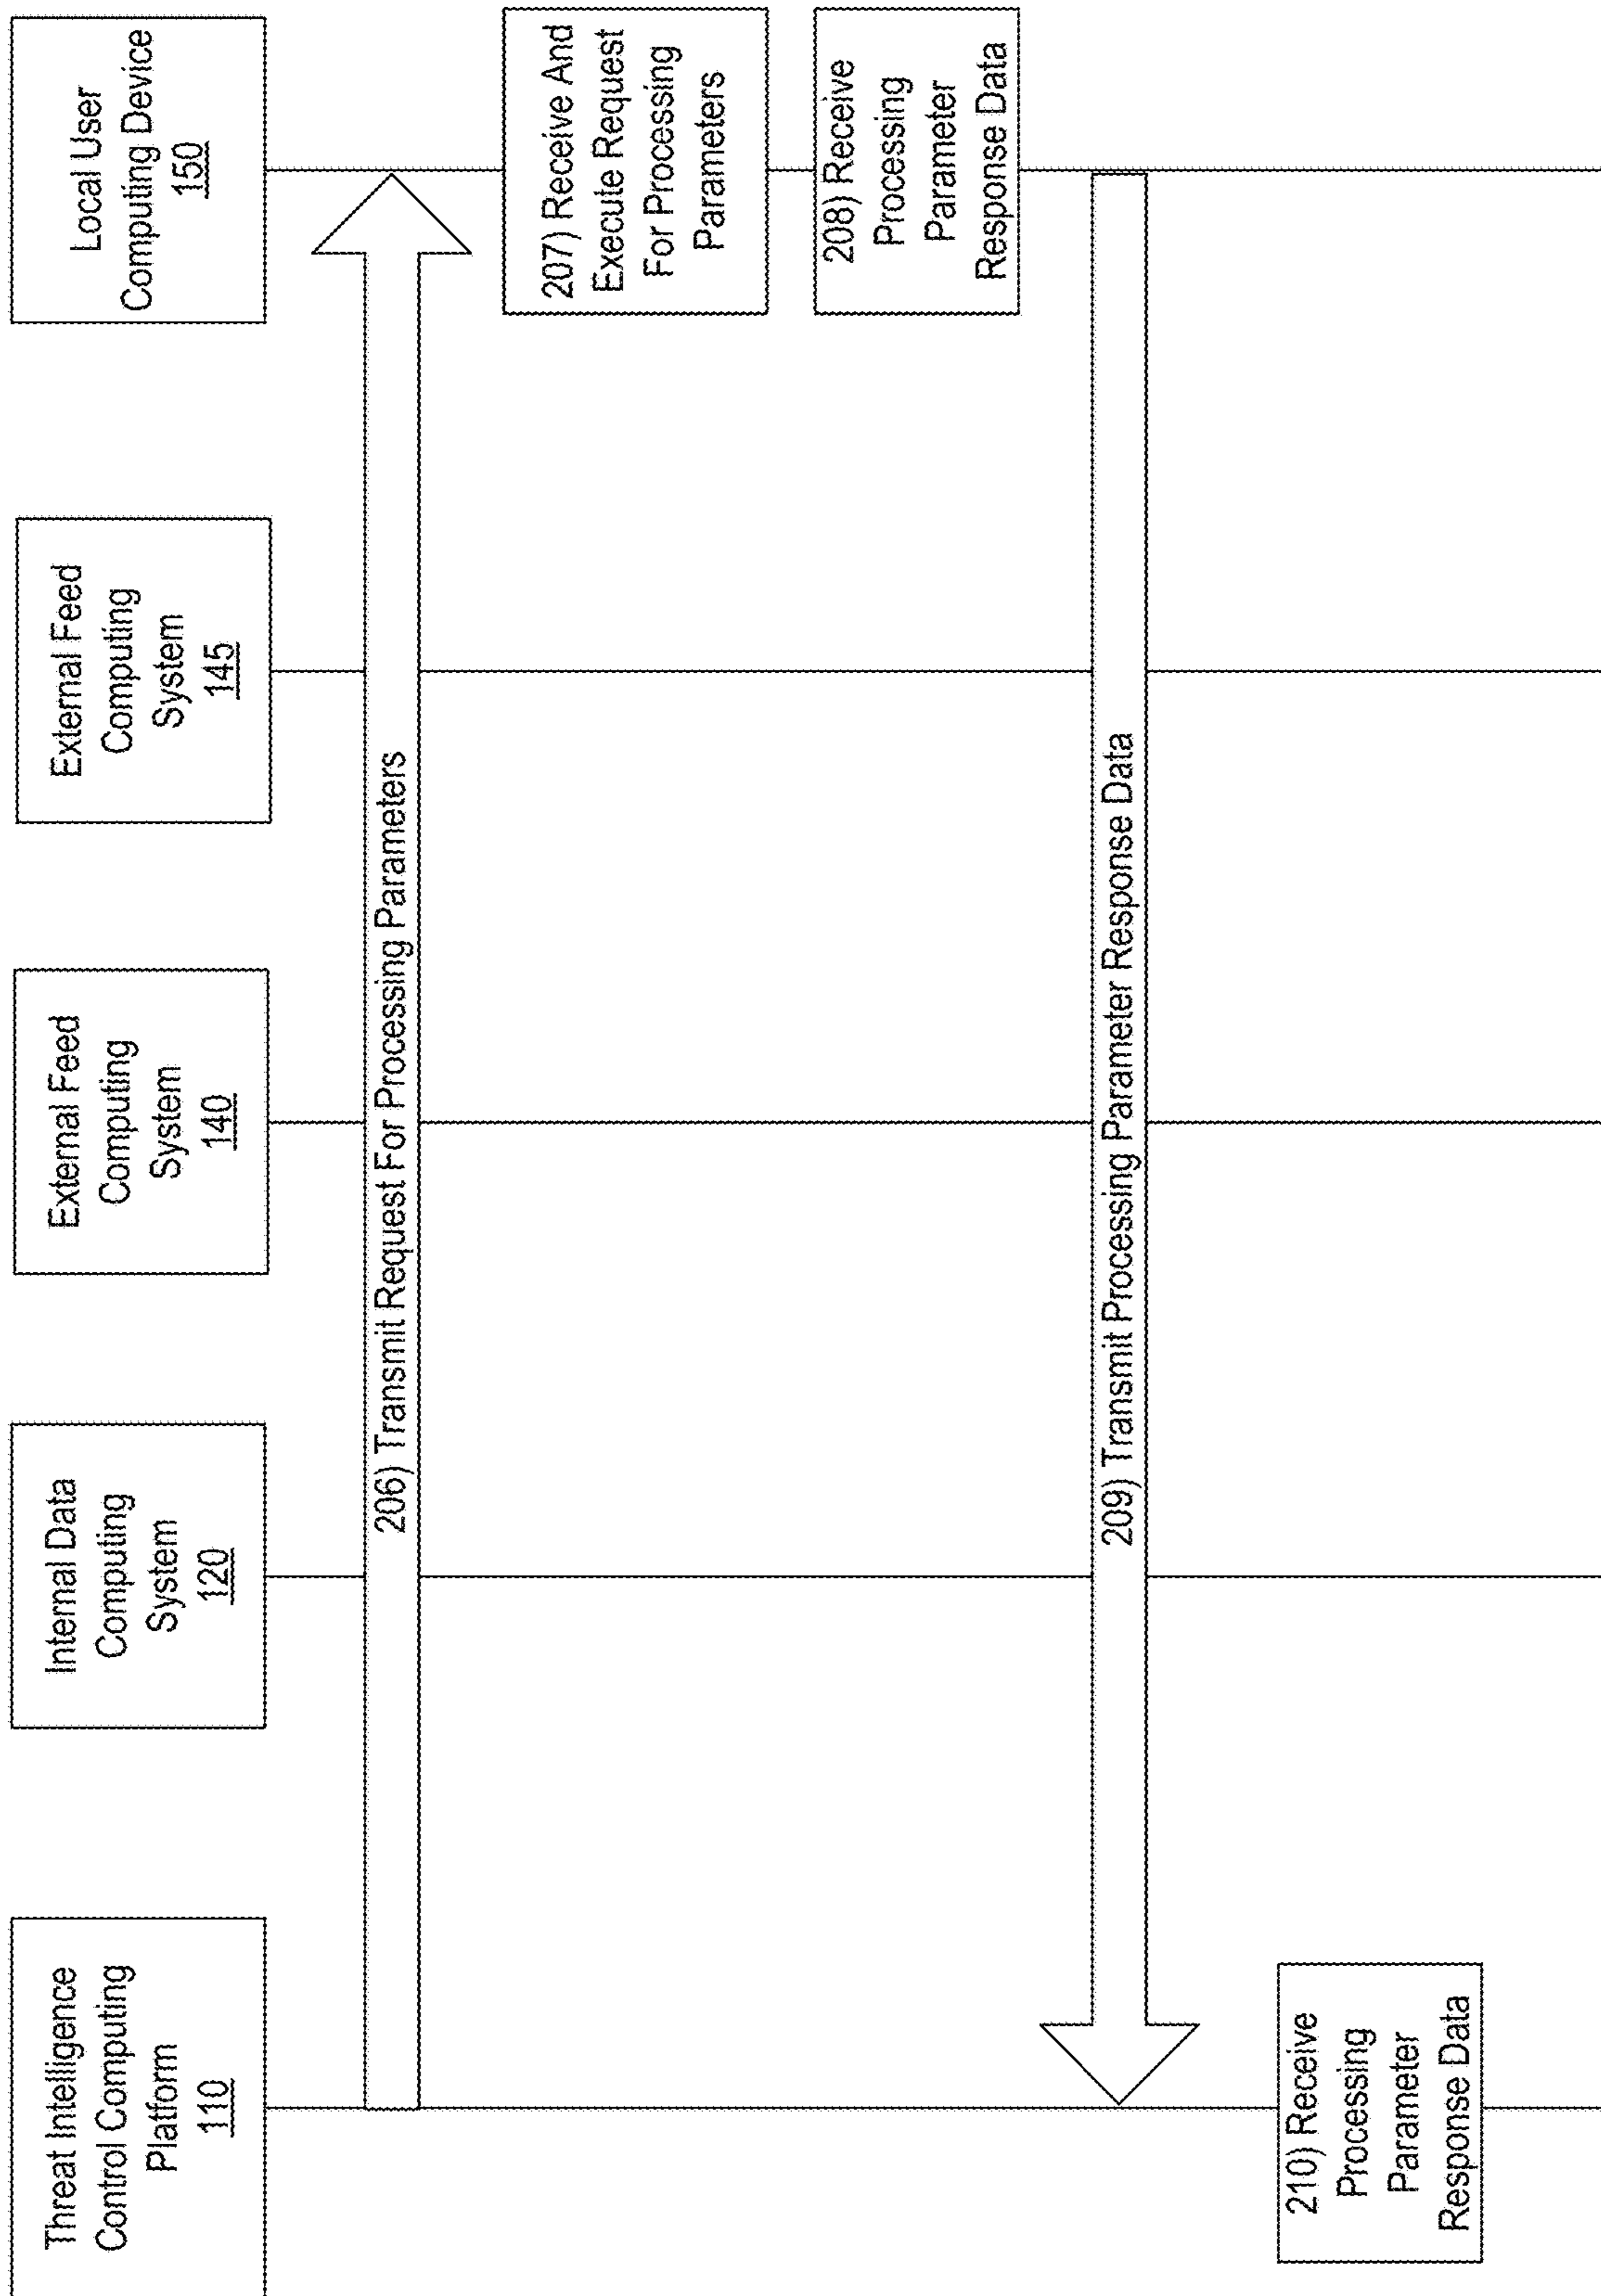 Threat Intelligence
Control Computing
Platform
110
Internal Data
Computing
System
120
External Feed
Computing
System
140
External Feed
Computing
System
145
Local User
Computing Device
150
206) Transmit Request For Processing Parameters
207) Receive And
Execute Request
For Processing
Parameters
208) Receive
Processing
Parameter
Response Data
209) Transmit Processing Parameter Response Data
210) Receive
Processing
Parameter
Response Data